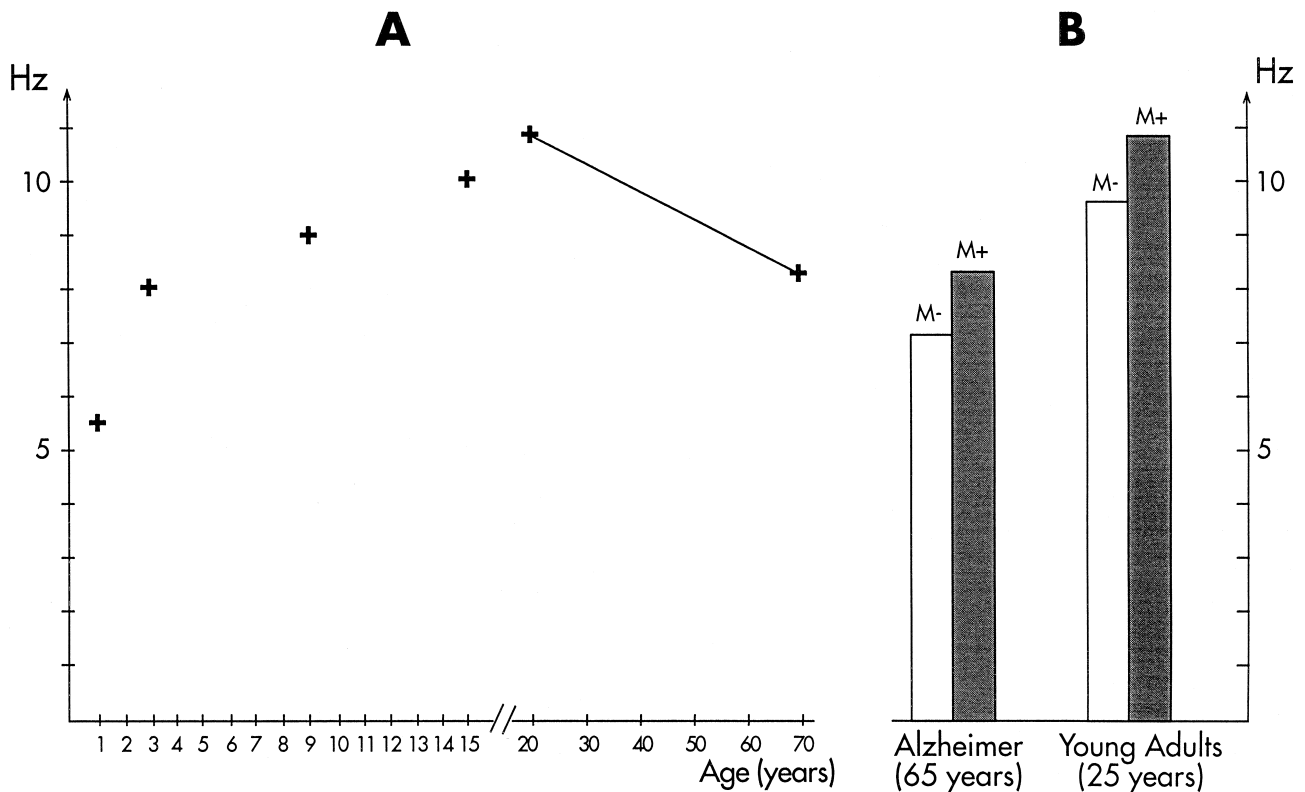 A
B
Hz
Hz
10
5
1 2 3 4 5 6 7 8 9 10 11 12 13 14 15 20 30 40 50 60 70
Age (years)
M-
M+
M-
M+
10
5
Alzheimer
(65 years)
Young Adults
(25 years)